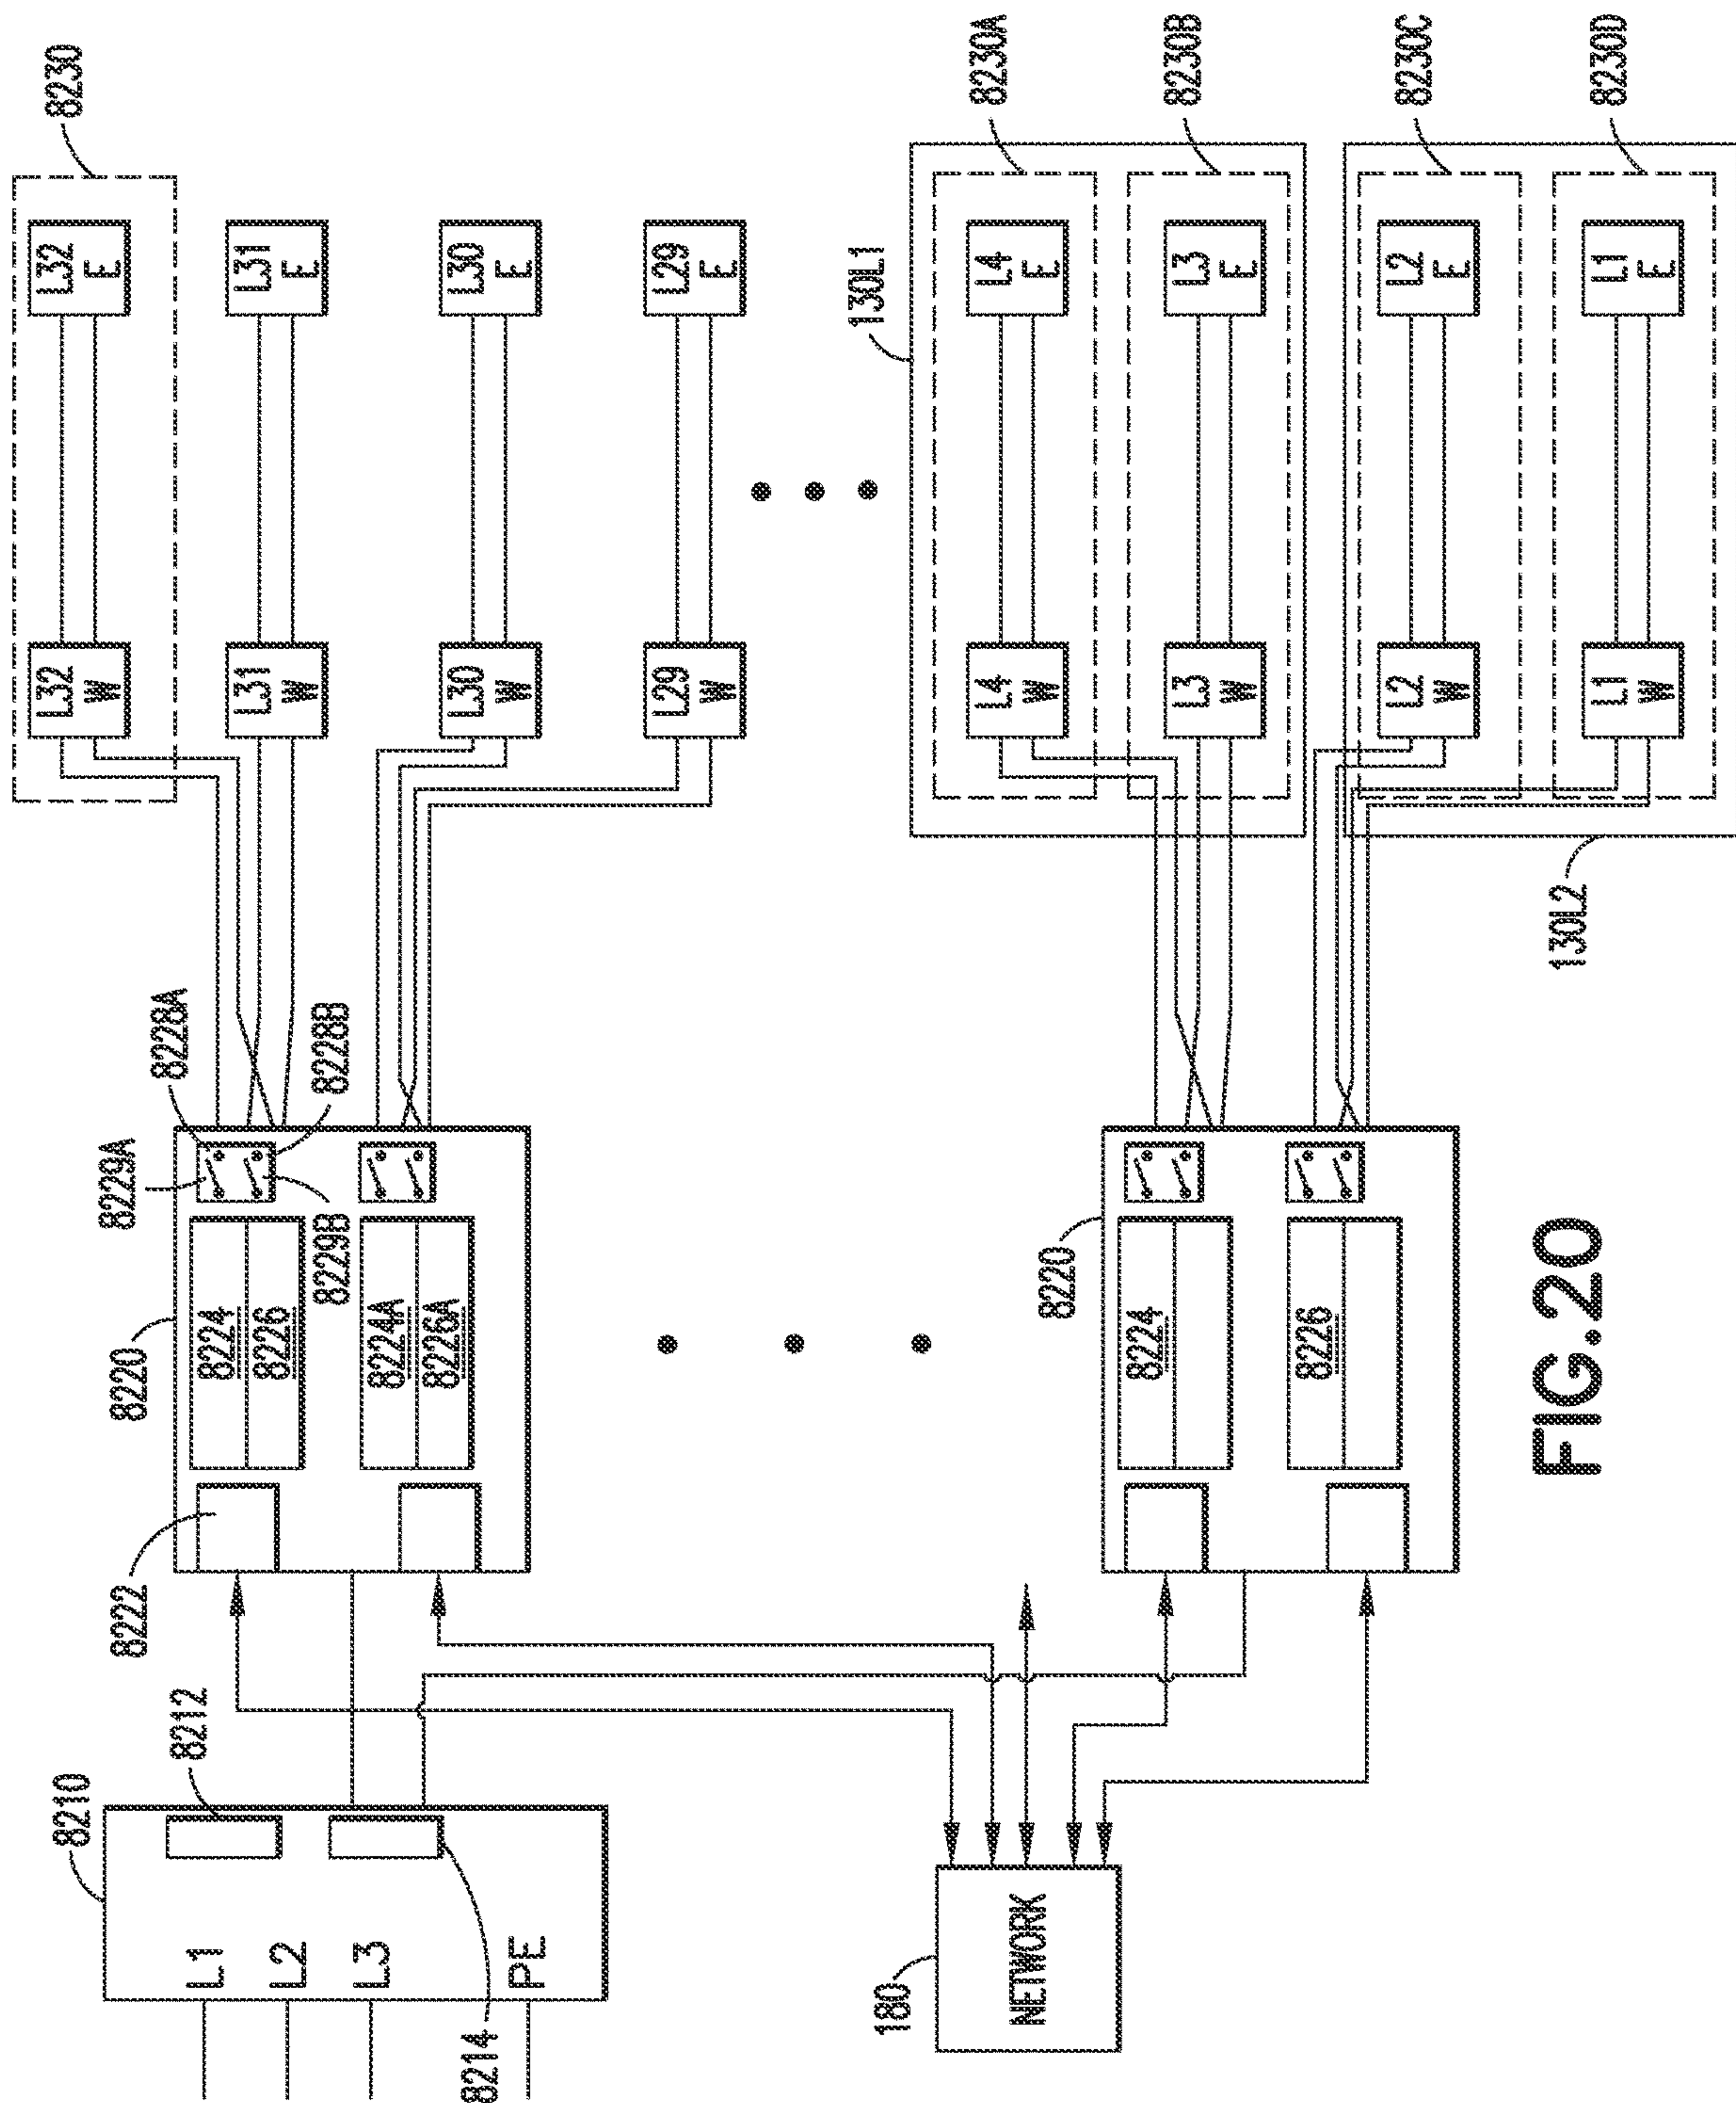 8210
8212
L1
L2
L3
PE
8214
180
NETWORK
8222
8220
8224
8226
8224A
8226A
8229A
8228A
8229B
8228B
8220
8224
8226
8230
L32
W
L32
E
L31
W
L31
E
L30
W
L30
E
L29
W
L29
E
130L1
8230A
L4
W
L4
E
8230B
L3
W
L3
E
8230C
L2
W
L2
E
8230D
L1
W
L1
E
130L2
FIG.20